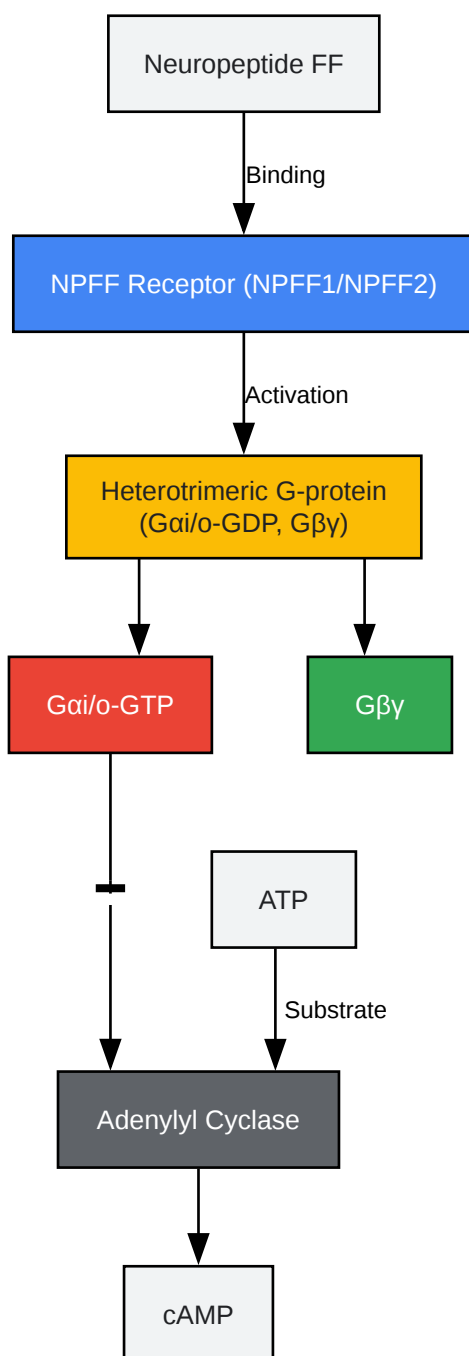 Neuropeptide FF
Binding
NPFF Receptor (NPFF1/NPFF2)
Activation
Heterotrimeric G-protein
(Gαi/o-GDP, Gβγ)
Gαi/o-GTP
Gβγ
ATP
Substrate
Adenylyl Cyclase
cAMP